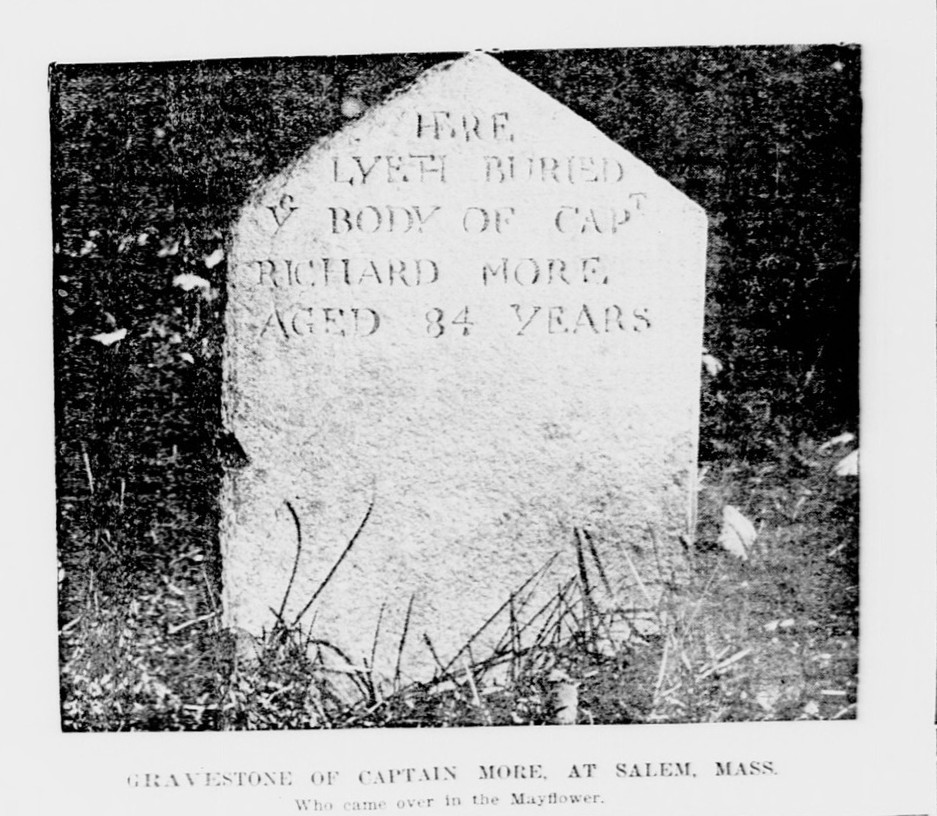 HERE
LYETH BURIED
Yᵉ BODY OF CAPᵀ
RICHARD MORE
AGED 84 YEARS
GRAVESTONE OF CAPTAIN MORE, AT SALEM, MASS.
Who came over in the Mayflower.